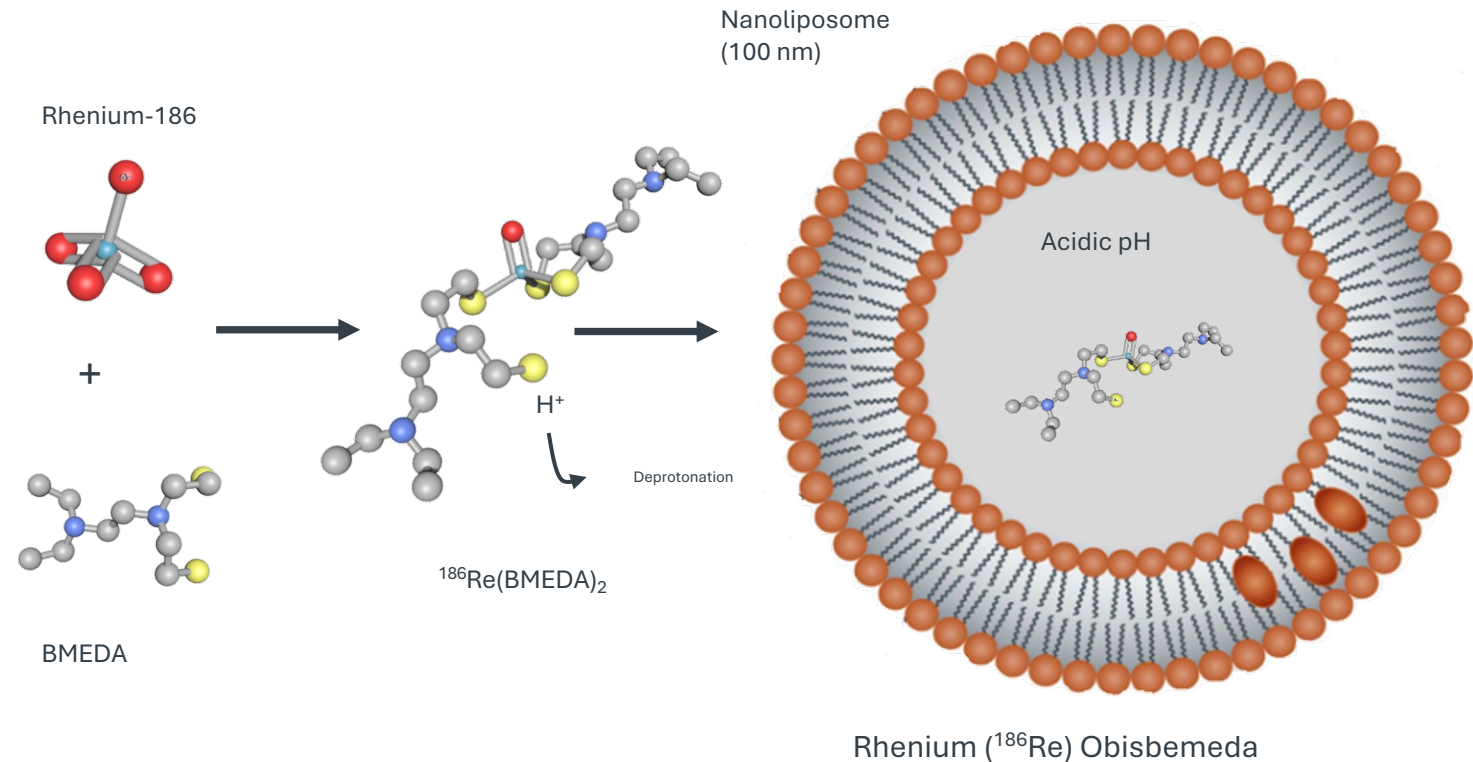 Nanoliposome
(100 nm)
Rhenium-186
+
BMEDA
H⁺
Deprotonation
¹⁸⁶Re(BMEDA)₂
Acidic pH
Rhenium (¹⁸⁶Re) Obisbemeda